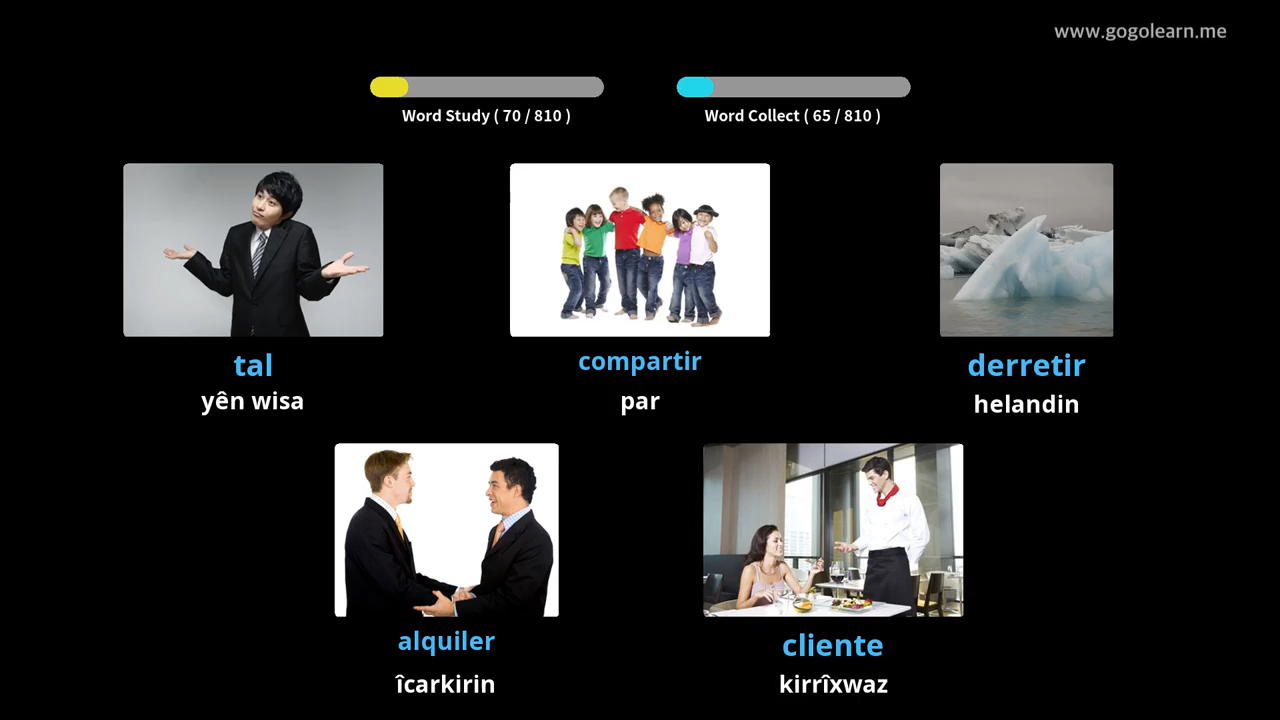 www.gogolearn.me
Word Study ( 70 / 810 )
Word Collect ( 65 / 810 )
tal
yên wisa
compartir
par
derretir
helandin
alquiler
îcarkirin
cliente
kirrîxwaz